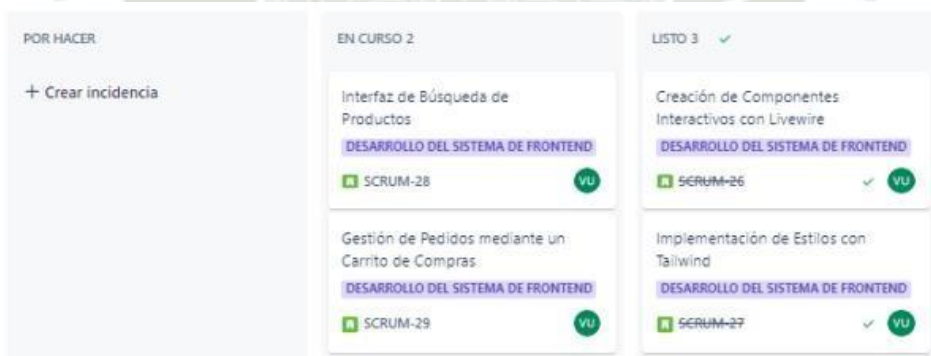 POR HACER
+ Crear incidencia
EN CURSO 2
Interfaz de Búsqueda de
Productos
DESARROLLO DEL SISTEMA DE FRONTEND
SCRUM-28
VU
Gestión de Pedidos mediante un
Carrito de Compras
DESARROLLO DEL SISTEMA DE FRONTEND
SCRUM-29
VU
LISTO 3
Creación de Componentes
Interactivos con Livewire
DESARROLLO DEL SISTEMA DE FRONTEND
SCRUM-26
VU
Implementación de Estilos con
Tailwind
DESARROLLO DEL SISTEMA DE FRONTEND
SCRUM-27
VU